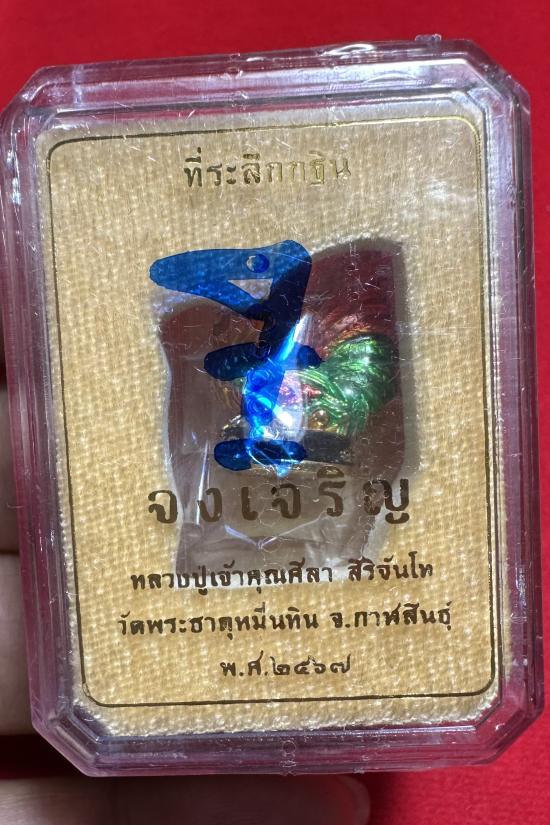 ที่ระลึกกฐิน
จงเจริญ
หลวงปู่เจ้าคุณศีลา สิริจันโท
วัดพระธาตุหมื่นหิน จ.กาฬสินธุ์
พ.ศ.๒๕๖๗